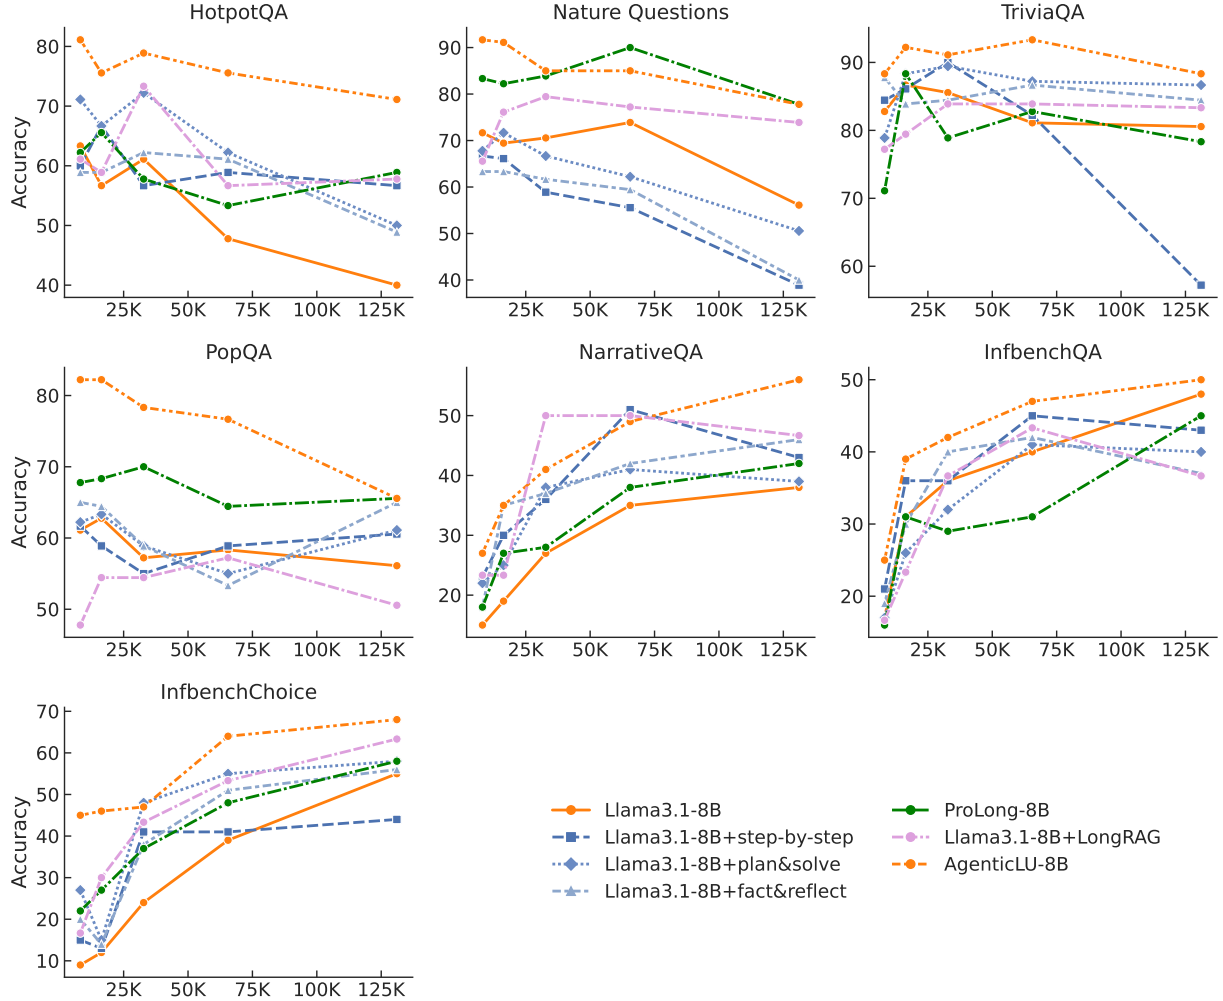 HotpotQA
Nature Questions
TriviaQA
Accuracy
80
70
60
50
40
25K 50K 75K 100K 125K
90
80
70
60
50
40
25K 50K 75K 100K 125K
90
80
70
60
25K 50K 75K 100K 125K
PopQA
NarrativeQA
InfbenchQA
Accuracy
80
70
60
50
25K 50K 75K 100K 125K
50
40
30
20
25K 50K 75K 100K 125K
50
40
30
20
25K 50K 75K 100K 125K
InfbenchChoice
Accuracy
70
60
50
40
30
20
10
25K 50K 75K 100K 125K
Llama3.1-8B
Llama3.1-8B+step-by-step
Llama3.1-8B+plan&solve
Llama3.1-8B+fact&reflect
ProLong-8B
Llama3.1-8B+LongRAG
AgenticLU-8B